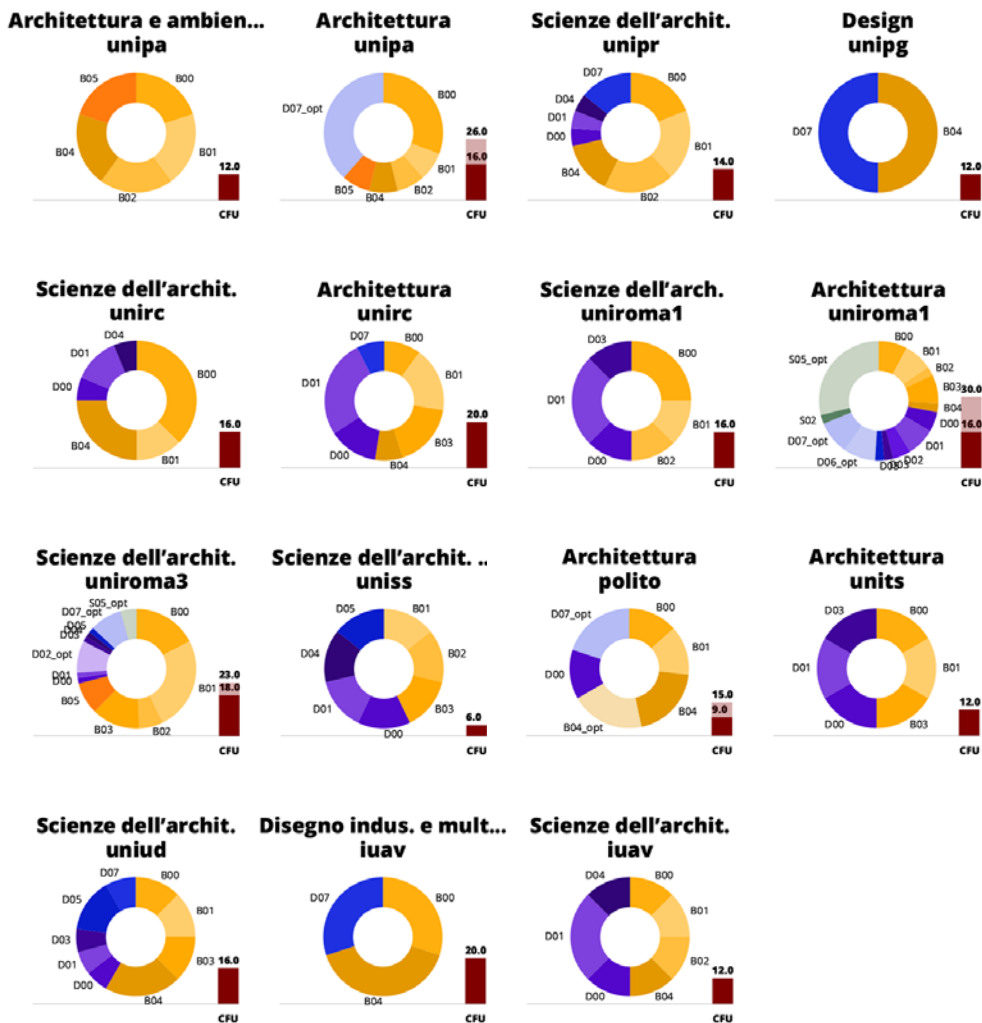 Architettura e ambien...
unipa
B05
B00
B04
B01
B02
12.0
CFU
Architettura
unipa
D07_opt
B00
B01
B02
B04
B05
26.0
16.0
CFU
Scienze dell'archit.
unipr
D07
B00
D04
D01
D00
B04
B01
B02
14.0
CFU
Design
unipg
D07
B04
12.0
CFU
Scienze dell'archit.
unirc
D04
D01
D00
B00
B04
B01
16.0
CFU
Architettura
unirc
D07
B00
B01
D01
B03
D00
B04
20.0
CFU
Scienze dell'arch.
uniroma1
D03
B00
D01
B01
D00
B02
16.0
CFU
Architettura
uniroma1
B00
B01
B02
B03
B04
D00
D01
D02
D03
D05
D06_opt
D07_opt
S02
S05_opt
30.0
16.0
CFU
Scienze dell'archit.
uniroma3
S05_opt
D07_opt
D05
D04
D03
D02_opt
D01
D00
B05
B03
B02
B01
B00
23.0
18.0
CFU
Scienze dell'archit. ..
uniss
D05
B01
D04
B02
D01
B03
D00
6.0
CFU
Architettura
polito
D07_opt
B00
B01
D00
B04
B04_opt
15.0
9.0
CFU
Architettura
units
D03
B00
D01
B01
D00
B03
12.0
CFU
Scienze dell'archit.
uniud
D07
B00
D05
B01
D03
D01
B03
D00
B04
16.0
CFU
Disegno indus. e mult...
iuav
D07
B00
B04
20.0
CFU
Scienze dell'archit.
iuav
D04
B00
B01
D01
B02
D00
B04
12.0
CFU